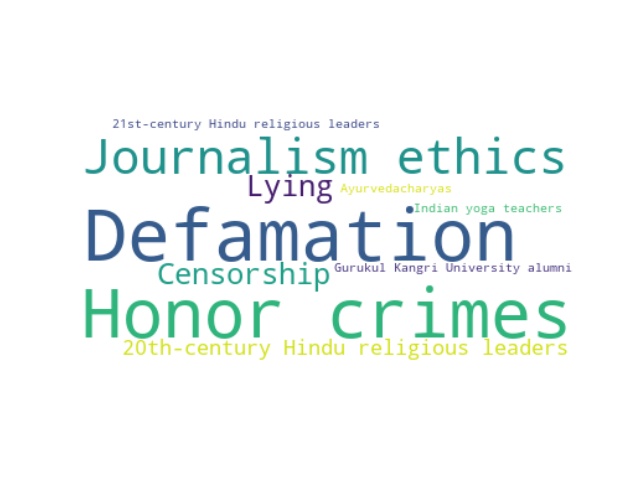 21st-century Hindu religious leaders
Journalism ethics
Lying
Ayurvedacharyas
Indian yoga teachers
Defamation
Censorship
Gurukul Kangri University alumni
Honor crimes
20th-century Hindu religious leaders